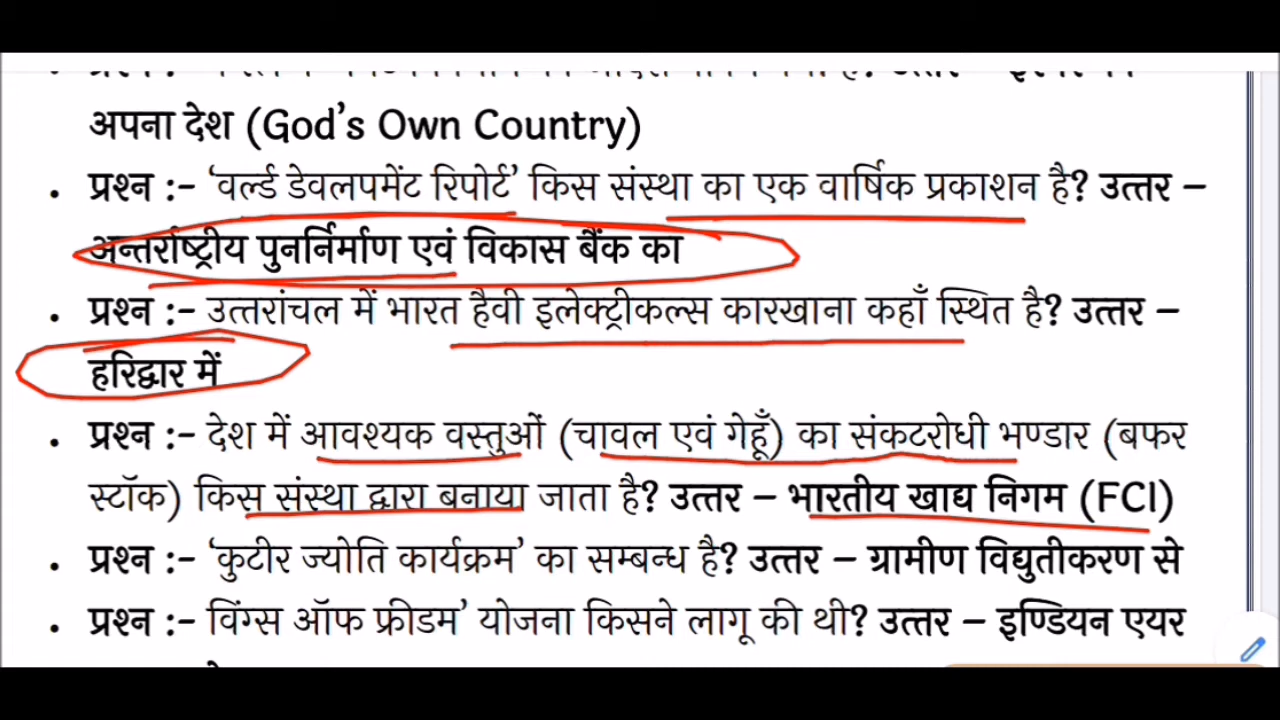 अपना देश (God’s Own Country)
• प्रश्न :- ‘वर्ल्ड डेवलपमेंट रिपोर्ट’ किस संस्था का एक वार्षिक प्रकाशन है? उत्तर –
अन्तर्राष्ट्रीय पुनर्निर्माण एवं विकास बैंक का
• प्रश्न :- उत्तरांचल में भारत हैवी इलेक्ट्रीकल्स कारखाना कहाँ स्थित है? उत्तर –
हरिद्वार में
• प्रश्न :- देश में आवश्यक वस्तुओं (चावल एवं गेहूँ) का संकटरोधी भण्डार (बफर
स्टॉक) किस संस्था द्वारा बनाया जाता है? उत्तर – भारतीय खाद्य निगम (FCI)
• प्रश्न :- ‘कुटीर ज्योति कार्यक्रम’ का सम्बन्ध है? उत्तर – ग्रामीण विद्युतीकरण से
• प्रश्न :- विंग्स ऑफ फ्रीडम’ योजना किसने लागू की थी? उत्तर – इण्डियन एयर